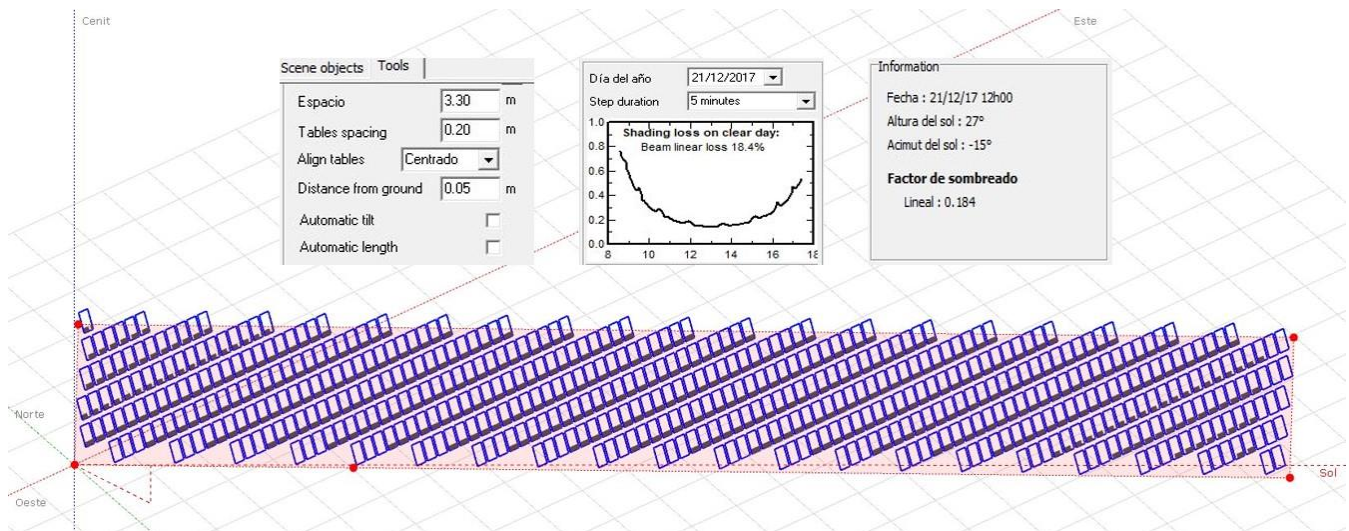 Cenit
Este
Scene objects Tools
Espacio 3.30 m
Tables spacing 0.20 m
Align tables Centrado
Distance from ground 0.05 m
Automatic tilt
Automatic length
Día del año 21/12/2017
Step duration 5 minutes
Shading loss on clear day:
Beam linear loss 18.4%
1.0
0.8
0.6
0.4
0.2
0.0
8 10 12 14 16 18
Information
Fecha : 21/12/17 12h00
Altura del sol : 27°
Acimut del sol : -15°
Factor de sombreado
Lineal : 0.184
Norte
Oeste
Sol